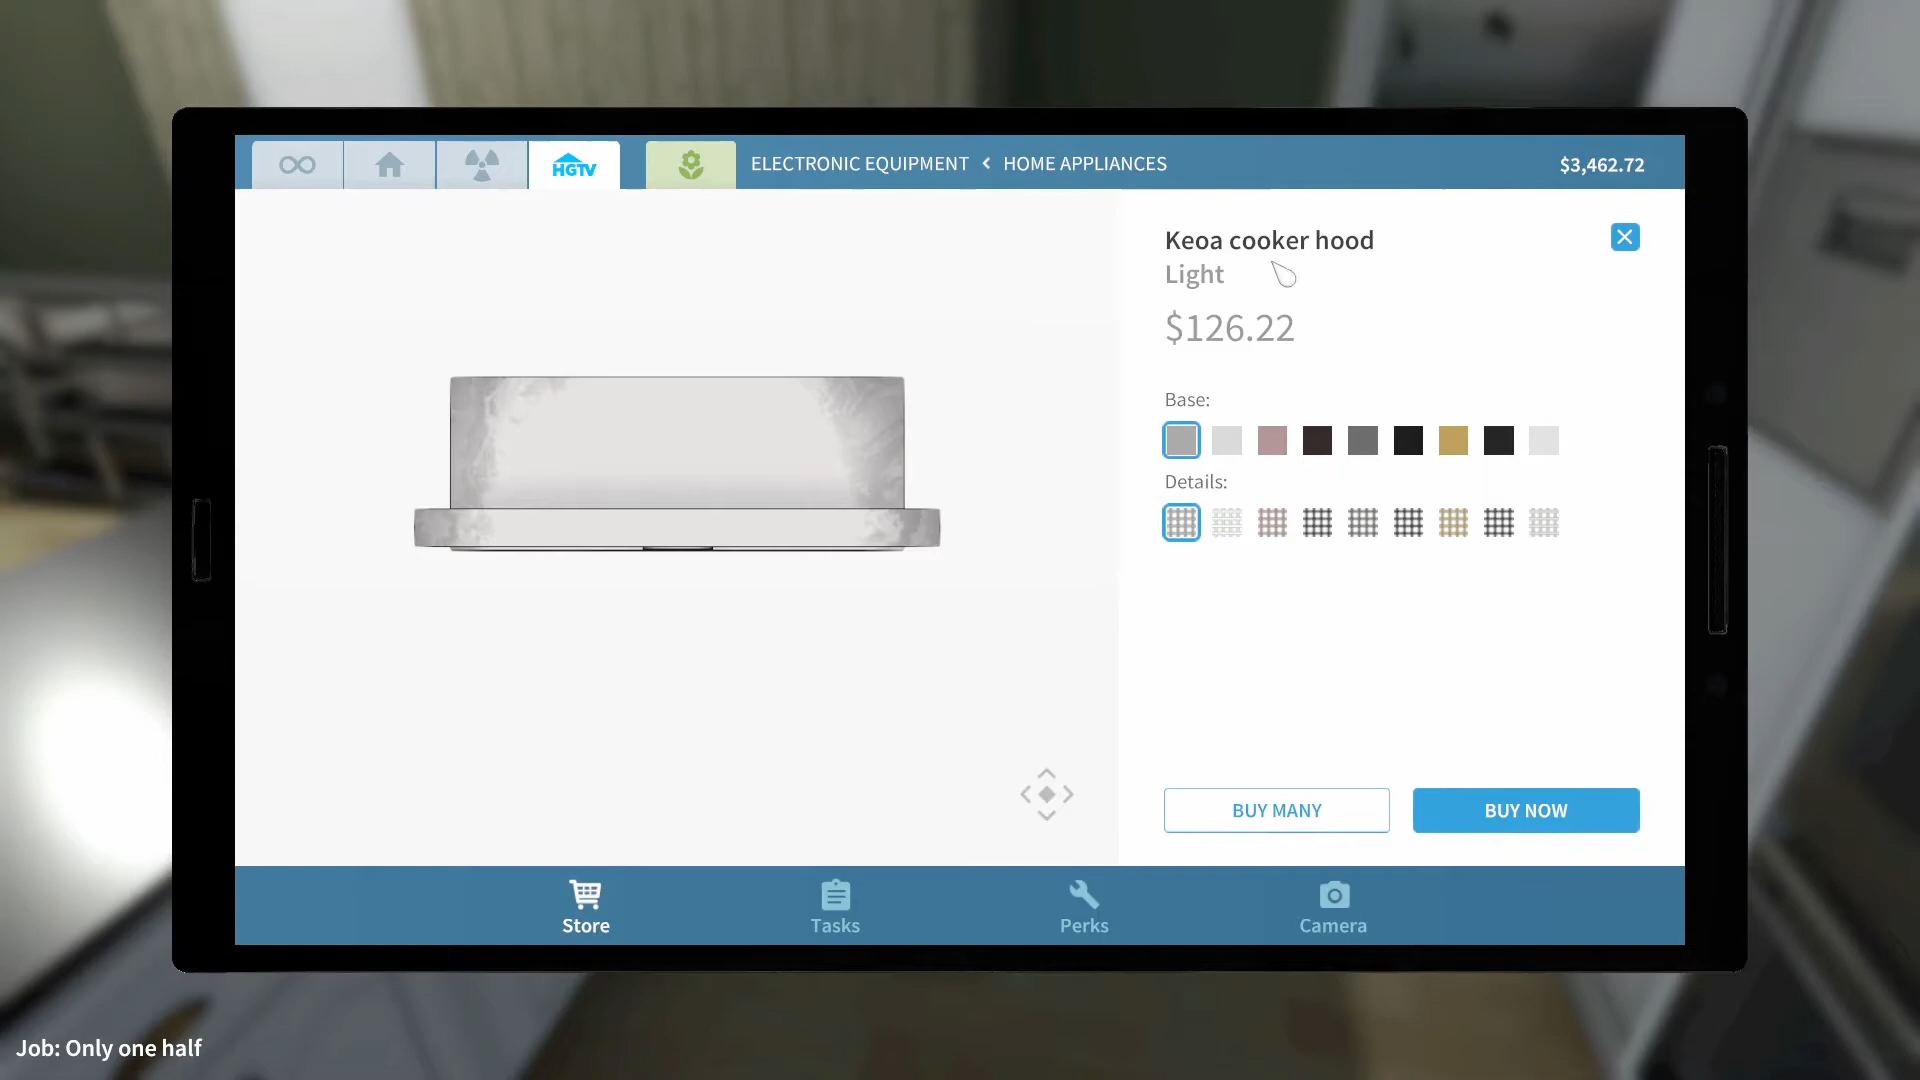 HGTV
ELECTRONIC EQUIPMENT < HOME APPLIANCES
$3,462.72
Keoa cooker hood
Light
$126.22
Base:
Details:
BUY MANY
BUY NOW
Store
Tasks
Perks
Camera
Job: Only one half